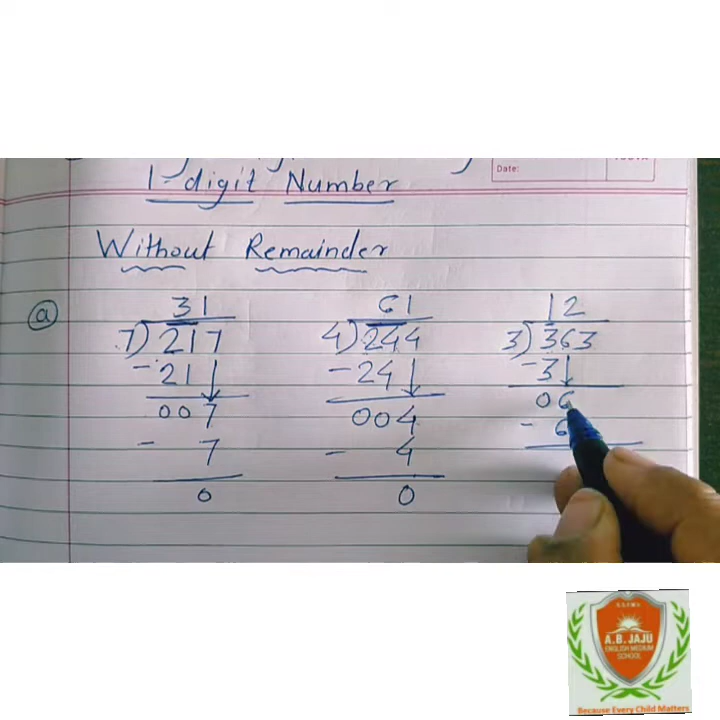 Date:
1-digit Number
Without Remainder
a
31 61 12
7)217 4)244 3)363
-21 -24 -3
007 004 06
- 7 - 4 - 6
0 0
A.B. JAJU
ENGLISH MEDIUM
SCHOOL
Because Every Child Matters